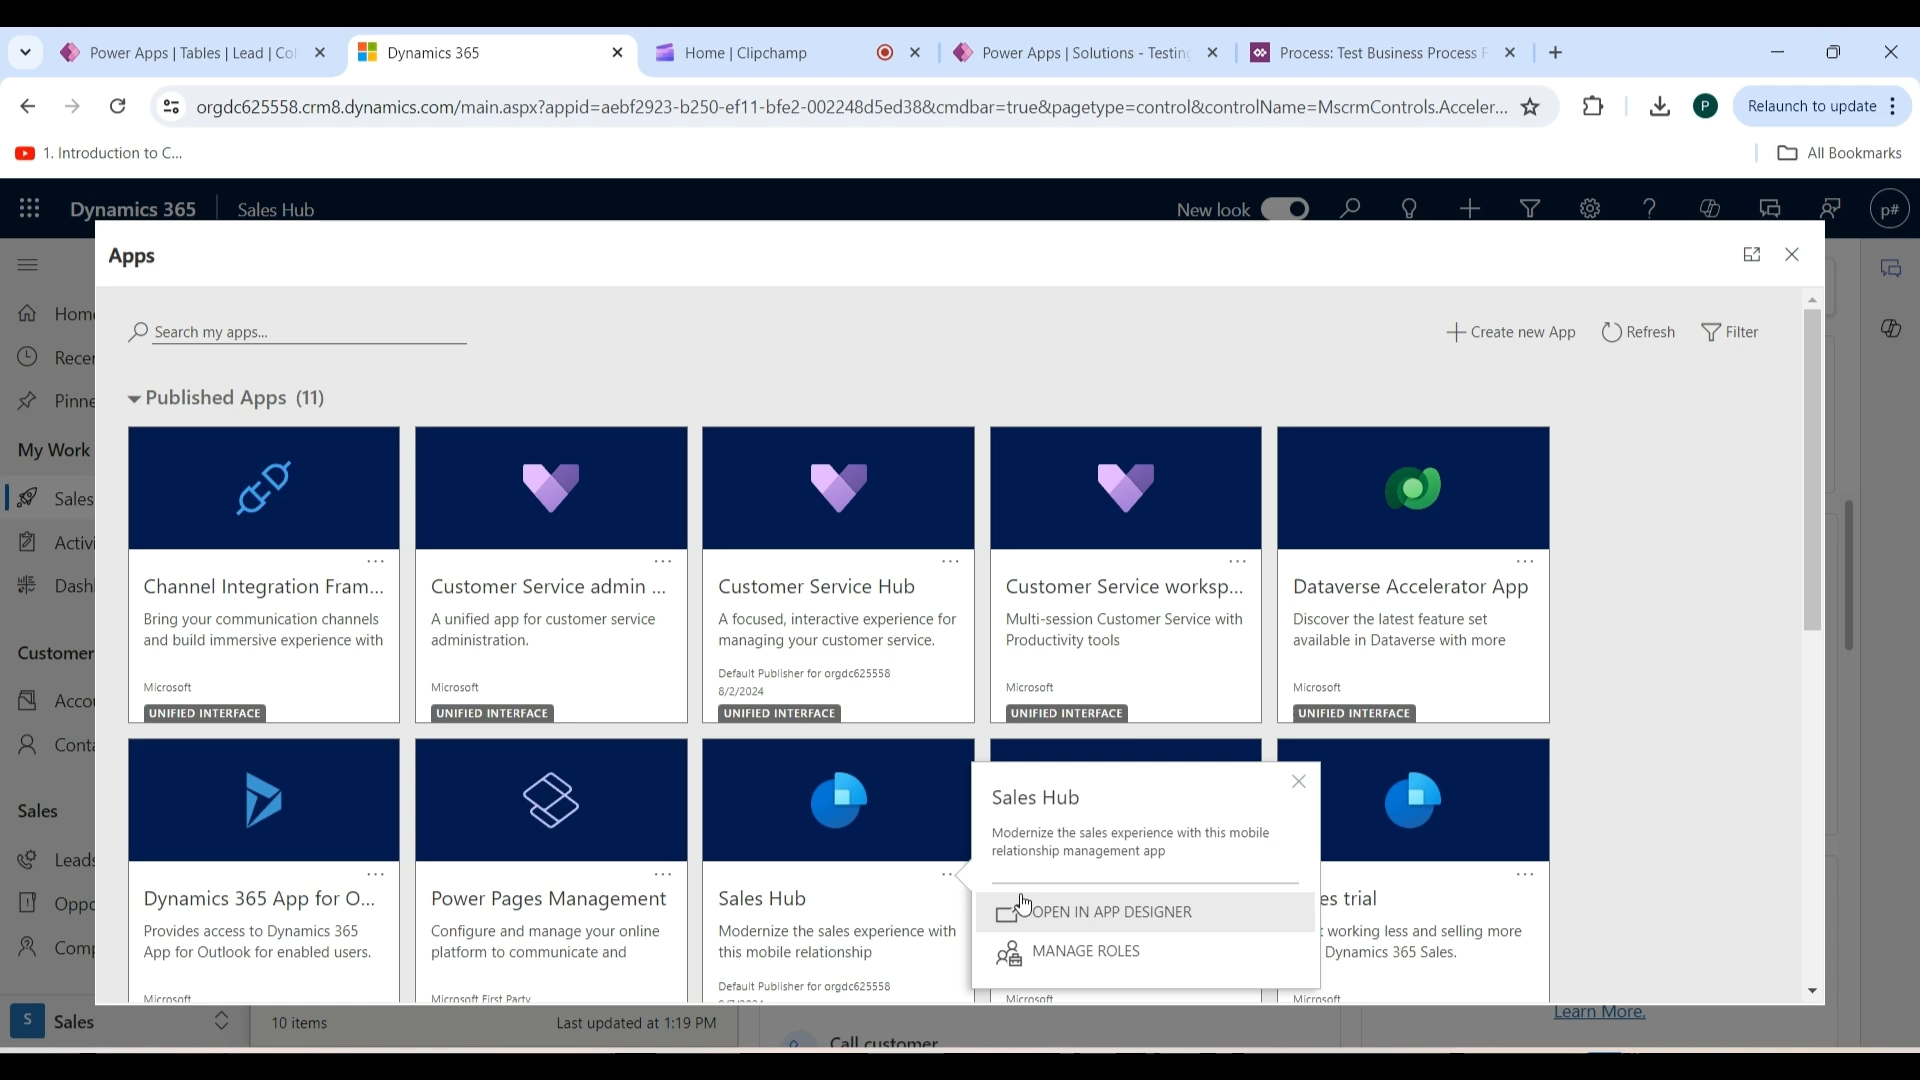 Power Apps | Tables | Lead | Col
Dynamics 365
Home | Clipchamp
Power Apps | Solutions - Testing
Process: Test Business Process F
orgdc625558.crm8.dynamics.com/main.aspx?appid=aebf2923-b250-ef11-bfe2-002248d5ed38&cmdbar=true&pagetype=control&controlName=MscrmControls.Acceler...
P
Relaunch to update
1. Introduction to C...
All Bookmarks
Dynamics 365
Sales Hub
New look
p#
Apps
Home
Search my apps...
Create new App
Refresh
Filter
Recen
Pinne
Published Apps (11)
My Work
Sales
Activi
Dash
Customer
Accou
Conta
Sales
Leads
Oppo
Comp
Channel Integration Fram...
Bring your communication channels
and build immersive experience with
Microsoft
UNIFIED INTERFACE
Customer Service admin ...
A unified app for customer service
administration.
Microsoft
UNIFIED INTERFACE
Customer Service Hub
A focused, interactive experience for
managing your customer service.
Default Publisher for orgdc625558
8/2/2024
UNIFIED INTERFACE
Customer Service worksp...
Multi-session Customer Service with
Productivity tools
Microsoft
UNIFIED INTERFACE
Dataverse Accelerator App
Discover the latest feature set
available in Dataverse with more
Microsoft
UNIFIED INTERFACE
Dynamics 365 App for O...
Provides access to Dynamics 365
App for Outlook for enabled users.
Microsoft
Power Pages Management
Configure and manage your online
platform to communicate and
Microsoft First Party
Sales Hub
Modernize the sales experience with
this mobile relationship
Default Publisher for orgdc625558
Sales Hub
Modernize the sales experience with this mobile
relationship management app
OPEN IN APP DESIGNER
MANAGE ROLES
Microsoft
es trial
working less and selling more
Dynamics 365 Sales.
Microsoft
S
Sales
10 items
Last updated at 1:19 PM
Call customer
Learn More.